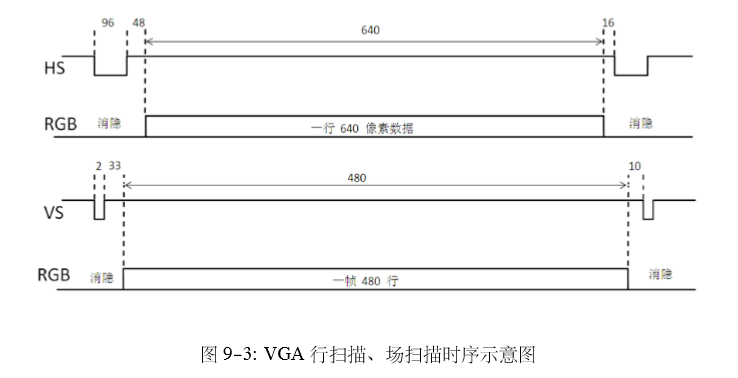 96 48 640 16
HS
RGB 消隐 一行 640 像素数据 消隐
2 33 480 10
VS
RGB 消隐 一帧 480 行 消隐
图 9-3: VGA 行扫描、场扫描时序示意图